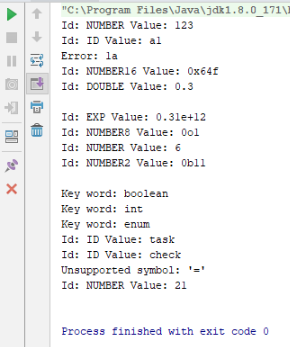 "C:\Program Files\Java\jdk1.8.0_171\
Id: NUMBER Value: 123
Id: ID Value: a1
Error: 1a
Id: NUMBER16 Value: 0x64f
Id: DOUBLE Value: 0.3
Id: EXP Value: 0.31e+12
Id: NUMBER8 Value: 0o1
Id: NUMBER Value: 6
Id: NUMBER2 Value: 0b11
Key word: boolean
Key word: int
Key word: enum
Id: ID Value: task
Id: ID Value: check
Unsupported symbol: '='
Id: NUMBER Value: 21
Process finished with exit code 0